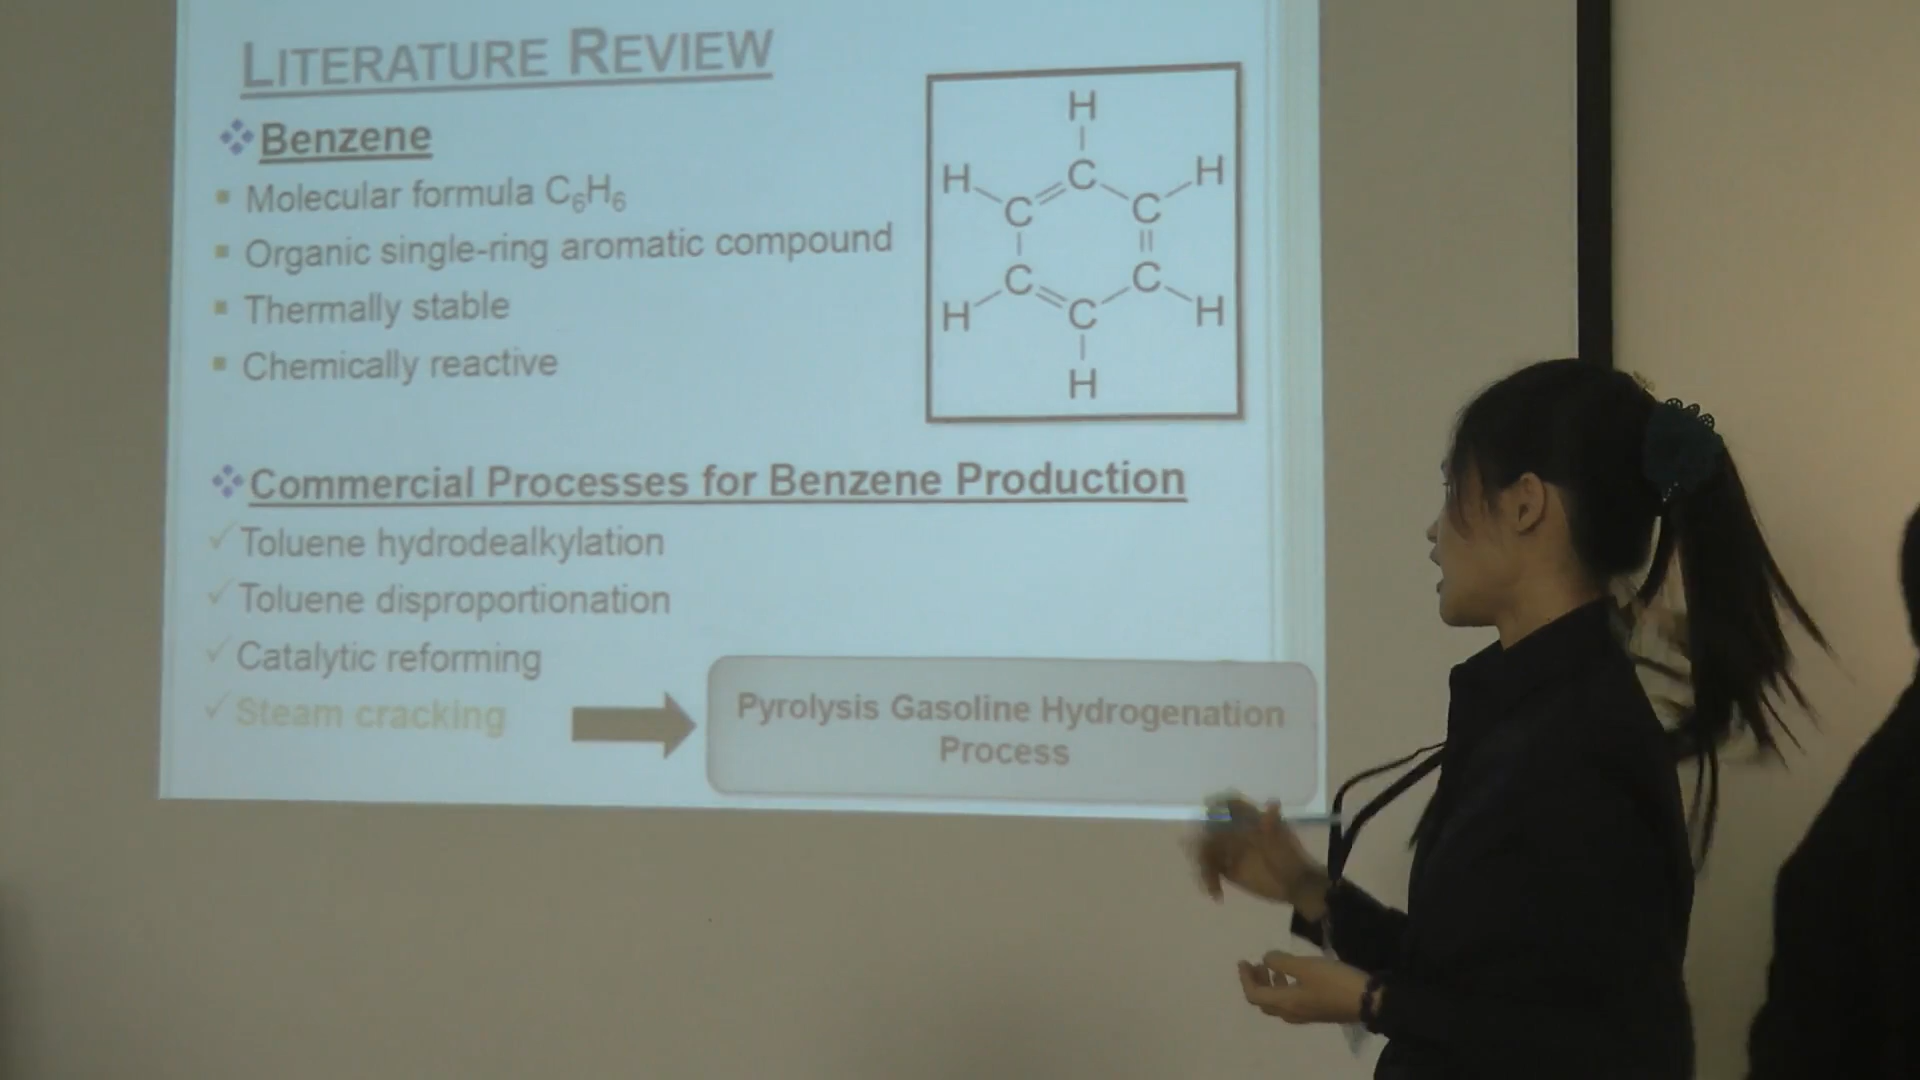 LITERATURE REVIEW
Benzene
Molecular formula C₆H₆
Organic single-ring aromatic compound
Thermally stable
Chemically reactive
H
H C H
C C
C C
H C H
H
Commercial Processes for Benzene Production
Toluene hydrodealkylation
Toluene disproportionation
Catalytic reforming
Steam cracking
Pyrolysis Gasoline Hydrogenation
Process